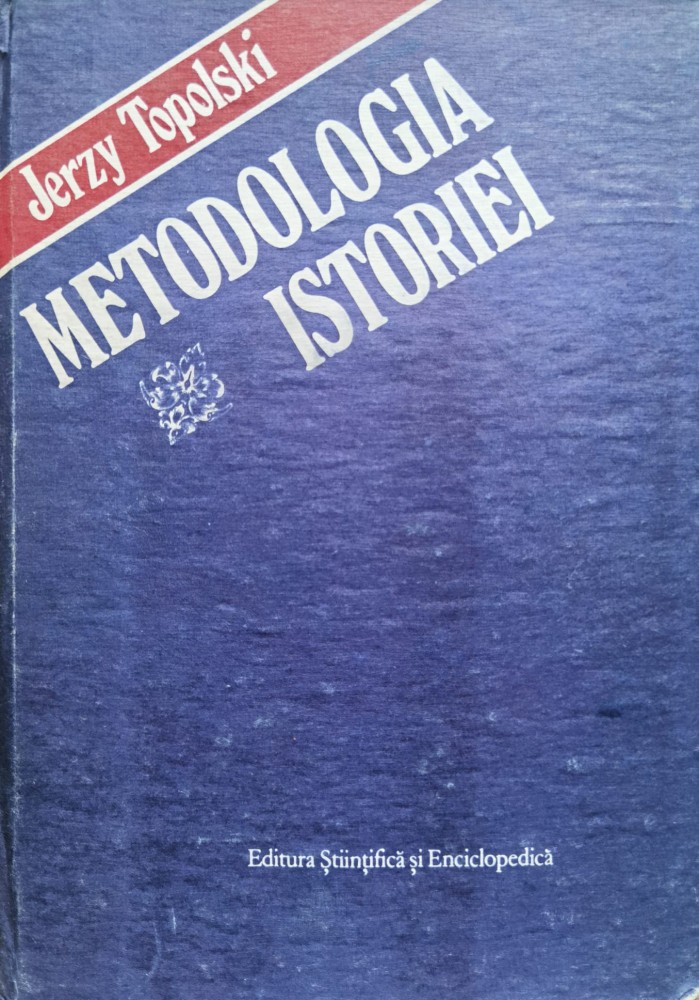 Jerzy Topolski
METODOLOGIA
ISTORIEI
Editura Științifică și Enciclopedică